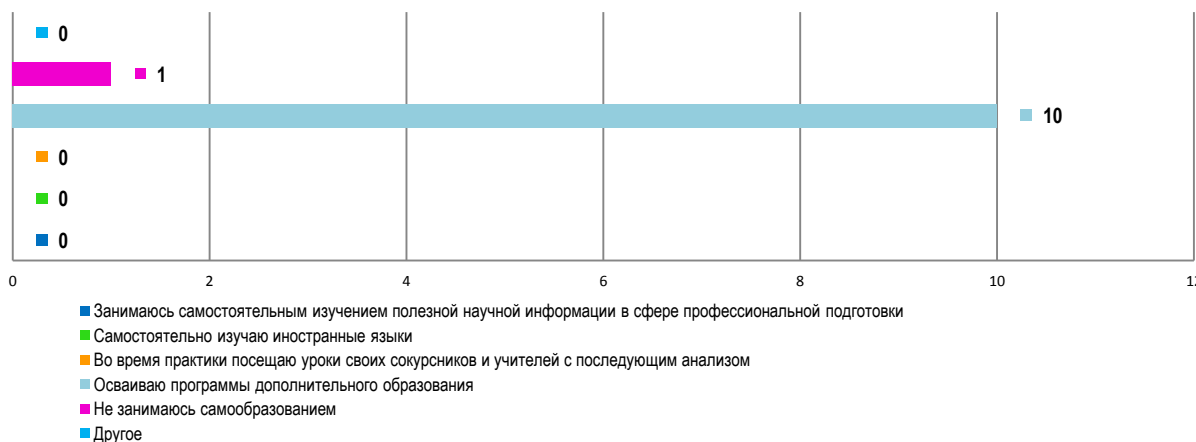 0
1
10
0
0
0
0 2 4 6 8 10 12
Занимаюсь самостоятельным изучением полезной научной информации в сфере профессиональной подготовки
Самостоятельно изучаю иностранные языки
Во время практики посещаю уроки своих сокурсников и учителей с последующим анализом
Осваиваю программы дополнительного образования
Не занимаюсь самообразованием
Другое